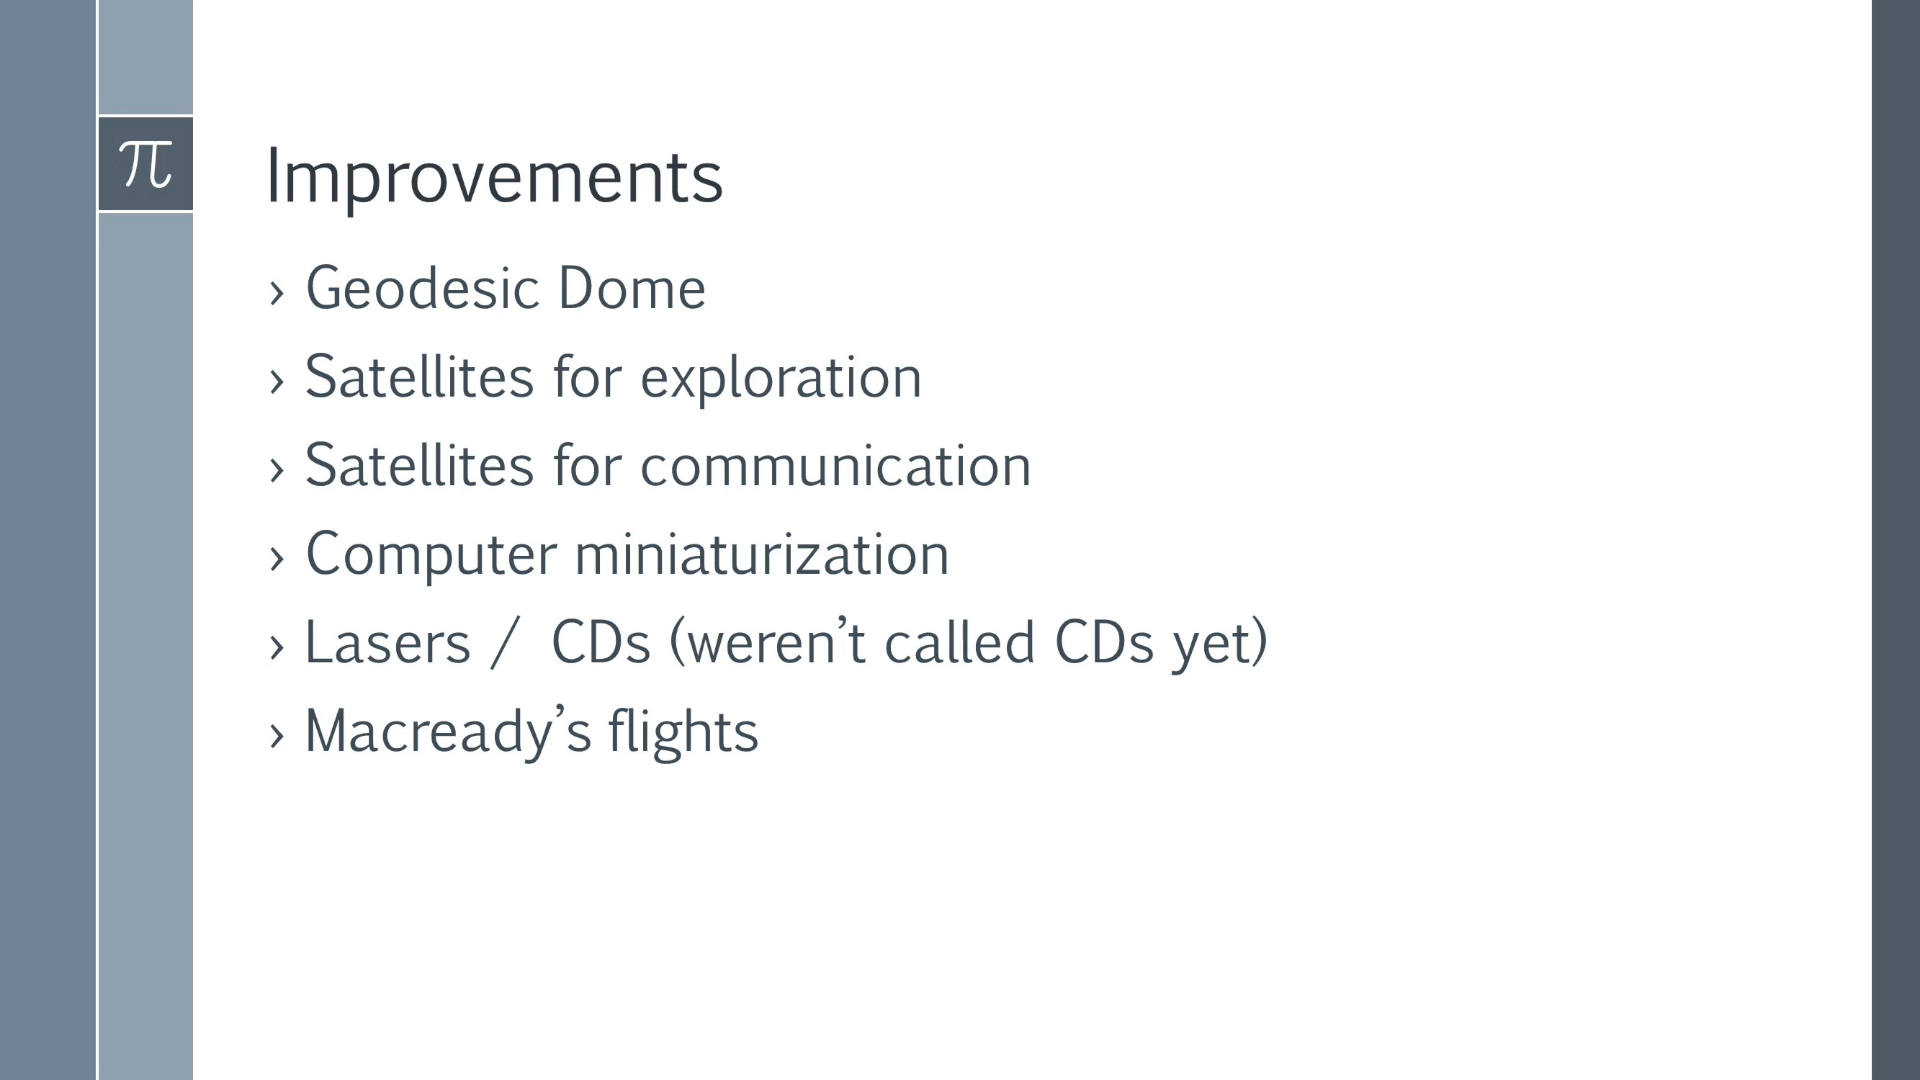 π
Improvements
› Geodesic Dome
› Satellites for exploration
› Satellites for communication
› Computer miniaturization
› Lasers / CDs (weren’t called CDs yet)
› Macready’s flights